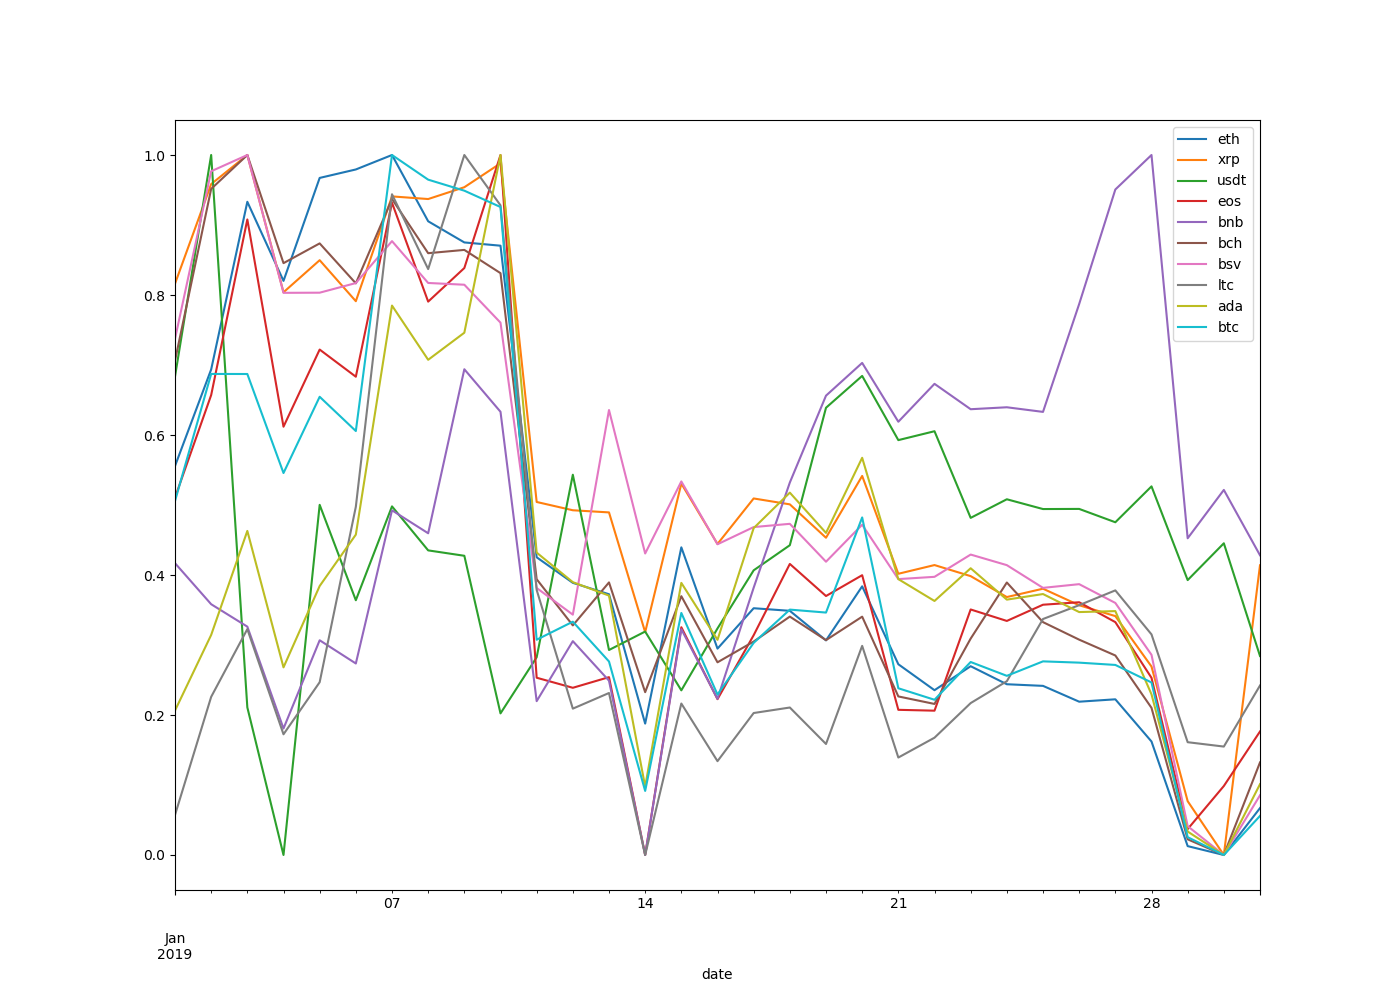 1.0
0.8
0.6
0.4
0.2
0.0
eth
xrp
usdt
eos
bnb
bch
bsv
ltc
ada
btc
07
14
21
28
Jan
2019
date